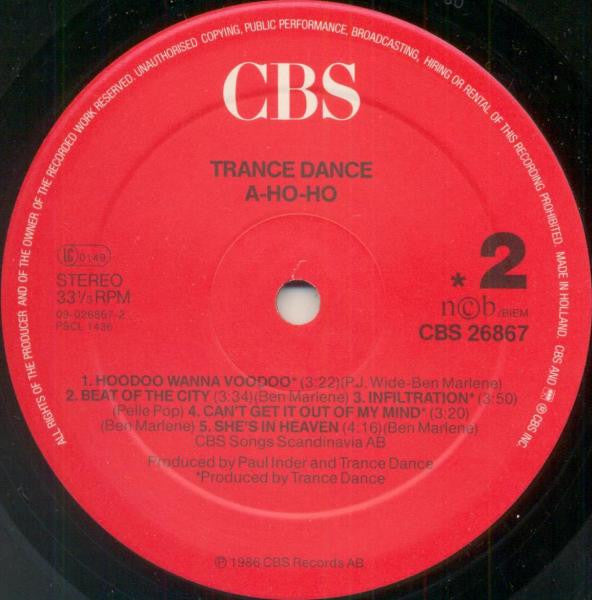 ALL RIGHTS OF THE PRODUCER AND OF THE OWNER OF THE RECORDED WORK RESERVED. UNAUTHORISED COPYING, PUBLIC PERFORMANCE, BROADCASTING, HIRING OR RENTAL OF THIS RECORDING PROHIBITED. MADE IN HOLLAND. CBS AND ℗ CBS INC.
CBS
TRANCE DANCE
A-HO-HO
LC 0149
STEREO
33⅓ RPM
09-026867-2
PSCL 1436
* 2
n©b/BIEM
CBS 26867
1. HOODOO WANNA VOODOO* (3:22)(P.J. Wide-Ben Marlene)
2. BEAT OF THE CITY (3:34)(Ben Marlene) 3. INFILTRATION* (3:50)
(Pelle Pop) 4. CAN'T GET IT OUT OF MY MIND* (3:20)
(Ben Marlene) 5. SHE'S IN HEAVEN (4:16)(Ben Marlene)
CBS Songs Scandinavia AB
Produced by Paul Inder and Trance Dance
*Produced by Trance Dance
℗ 1986 CBS Records AB